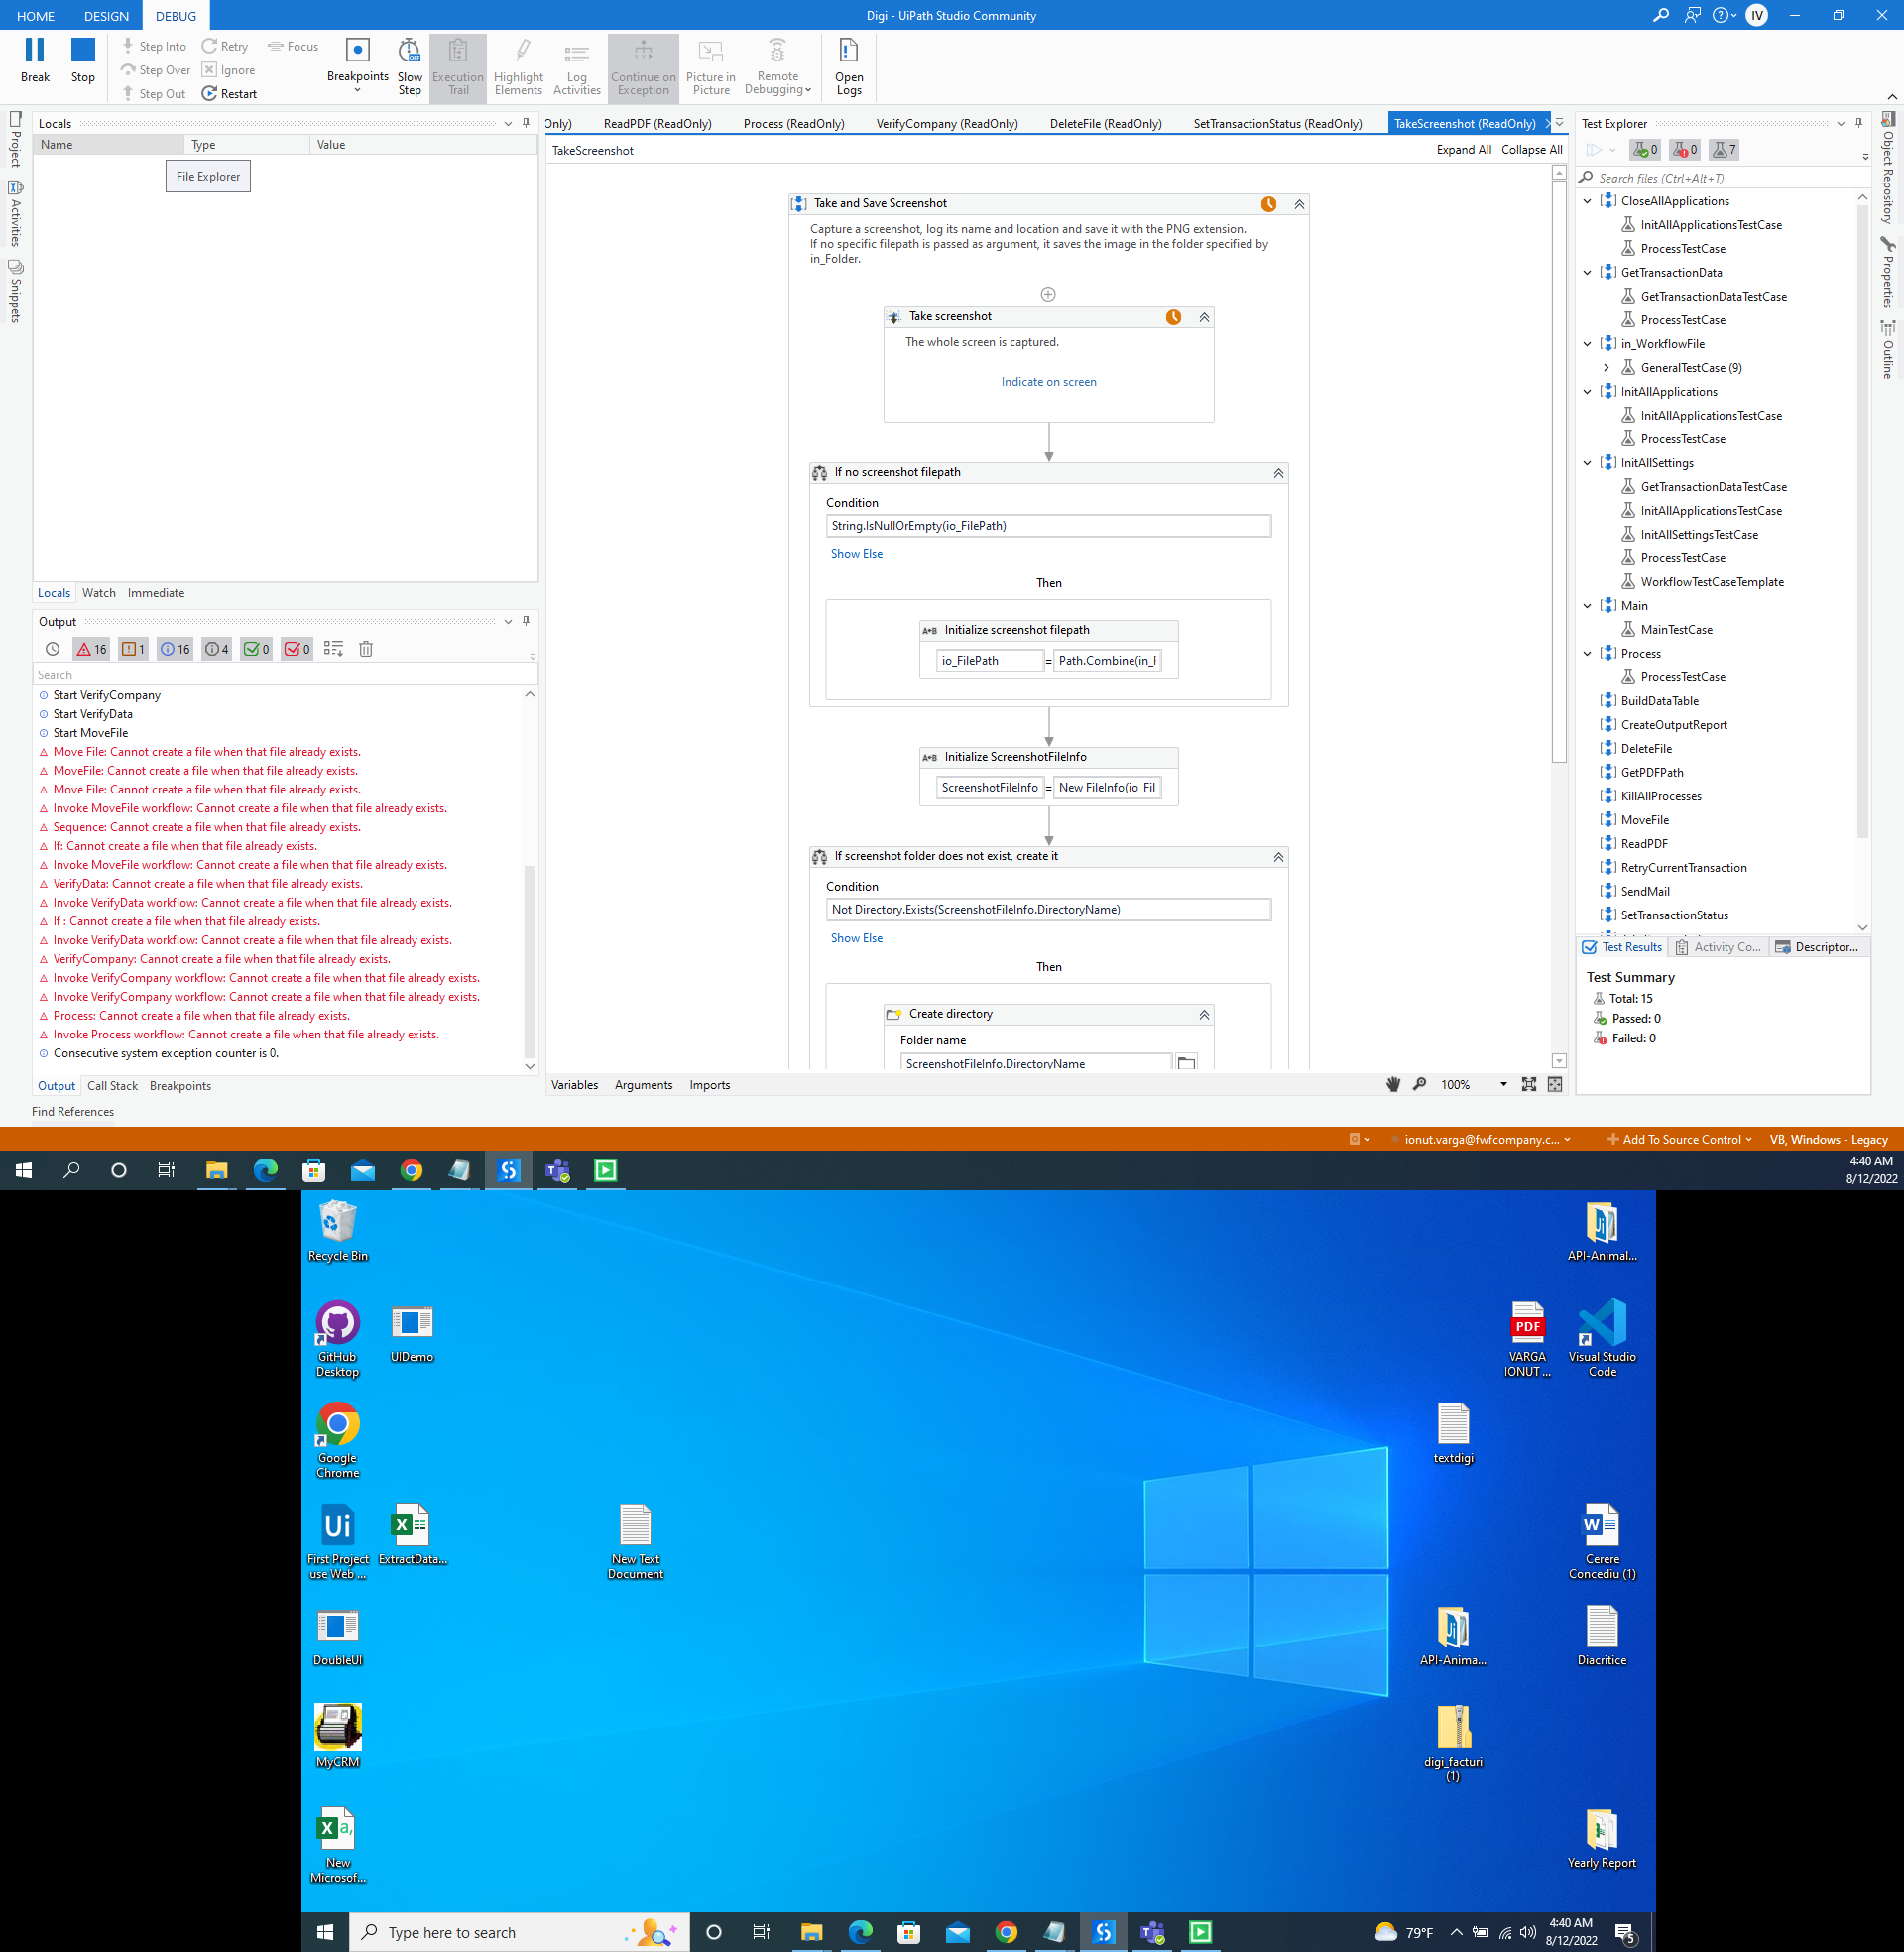 HOME DESIGN DEBUG
Digi - UiPath Studio Community
IV
Break
Stop
Step Into
Step Over
Step Out
Retry
Ignore
Restart
Focus
Breakpoints
Slow Step
Execution Trail
Highlight Elements
Log Activities
Continue on Exception
Picture in Picture
Remote Debugging
Open Logs
Project
Activities
Snippets
Locals
Name Type Value
File Explorer
Locals Watch Immediate
Output
16 1 16 4 0 0
Search
Start VerifyCompany
Start VerifyData
Start MoveFile
Move File: Cannot create a file when that file already exists.
MoveFile: Cannot create a file when that file already exists.
Move File: Cannot create a file when that file already exists.
Invoke MoveFile workflow: Cannot create a file when that file already exists.
Sequence: Cannot create a file when that file already exists.
If: Cannot create a file when that file already exists.
Invoke MoveFile workflow: Cannot create a file when that file already exists.
VerifyData: Cannot create a file when that file already exists.
Invoke VerifyData workflow: Cannot create a file when that file already exists.
If : Cannot create a file when that file already exists.
Invoke VerifyData workflow: Cannot create a file when that file already exists.
VerifyCompany: Cannot create a file when that file already exists.
Invoke VerifyCompany workflow: Cannot create a file when that file already exists.
Invoke VerifyCompany workflow: Cannot create a file when that file already exists.
Process: Cannot create a file when that file already exists.
Invoke Process workflow: Cannot create a file when that file already exists.
Consecutive system exception counter is 0.
Output Call Stack Breakpoints
Find References
Only) ReadPDF (ReadOnly) Process (ReadOnly) VerifyCompany (ReadOnly) DeleteFile (ReadOnly) SetTransactionStatus (ReadOnly) TakeScreenshot (ReadOnly)
TakeScreenshot
Expand All Collapse All
Take and Save Screenshot
Capture a screenshot, log its name and location and save it with the PNG extension.
If no specific filepath is passed as argument, it saves the image in the folder specified by
in_Folder.
Take screenshot
The whole screen is captured.
Indicate on screen
If no screenshot filepath
Condition
String.IsNullOrEmpty(io_FilePath)
Show Else
Then
A*B Initialize screenshot filepath
io_FilePath = Path.Combine(in_F
A*B Initialize ScreenshotFileInfo
ScreenshotFileInfo = New FileInfo(io_Fil
If screenshot folder does not exist, create it
Condition
Not Directory.Exists(ScreenshotFileInfo.DirectoryName)
Show Else
Then
Create directory
Folder name
ScreenshotFileInfo.DirectoryName
Variables Arguments Imports
100%
Test Explorer
0 0 7
Search files (Ctrl+Alt+T)
CloseAllApplications
InitAllApplicationsTestCase
ProcessTestCase
GetTransactionData
GetTransactionDataTestCase
ProcessTestCase
in_WorkflowFile
GeneralTestCase (9)
InitAllApplications
InitAllApplicationsTestCase
ProcessTestCase
InitAllSettings
GetTransactionDataTestCase
InitAllApplicationsTestCase
InitAllSettingsTestCase
ProcessTestCase
WorkflowTestCaseTemplate
Main
MainTestCase
Process
ProcessTestCase
BuildDataTable
CreateOutputReport
DeleteFile
GetPDFPath
KillAllProcesses
MoveFile
ReadPDF
RetryCurrentTransaction
SendMail
SetTransactionStatus
Test Results Activity Co... Descriptor...
Test Summary
Total: 15
Passed: 0
Failed: 0
Object Repository
Properties
Outline
ionut.varga@fwfcompany.c... Add To Source Control VB, Windows - Legacy
4:40 AM
8/12/2022
Recycle Bin
API-Animal...
GitHub Desktop
UIDemo
PDF
VARGA IONUT ...
Visual Studio Code
Google Chrome
textdigi
Ui
First Project use Web ...
ExtractData...
New Text Document
Cerere Concediu (1)
DoubleUI
API-Anima...
Diacritice
MyCRM
digi_facturi (1)
New Microsof...
Yearly Report
Type here to search
79°F
4:40 AM
8/12/2022
5